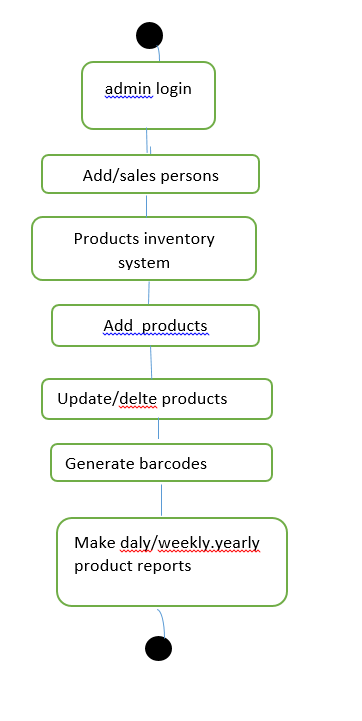 admin login
Add/sales persons
Products inventory
system
Add  products
Update/delte products
Generate barcodes
Make daly/weekly.yearly
product reports